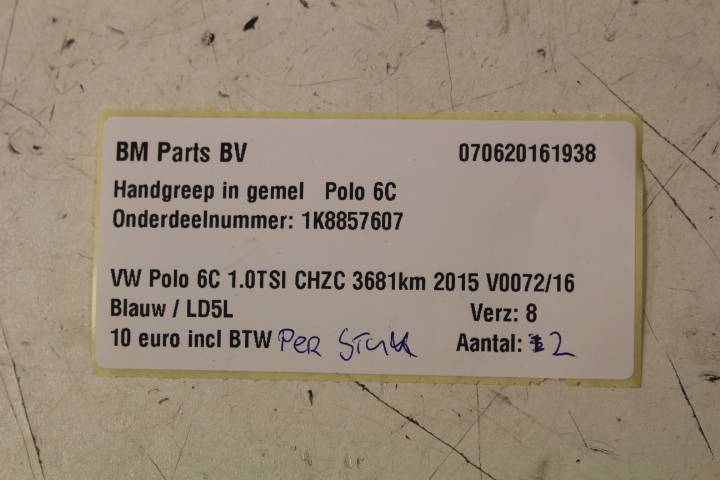 BM Parts BV 070620161938
Handgreep in gemel Polo 6C
Onderdeelnummer: 1K8857607
VW Polo 6C 1.0TSI CHZC 3681km 2015 V0072/16
Blauw / LD5L Verz: 8
10 euro incl BTW Per Stuk Aantal: 2